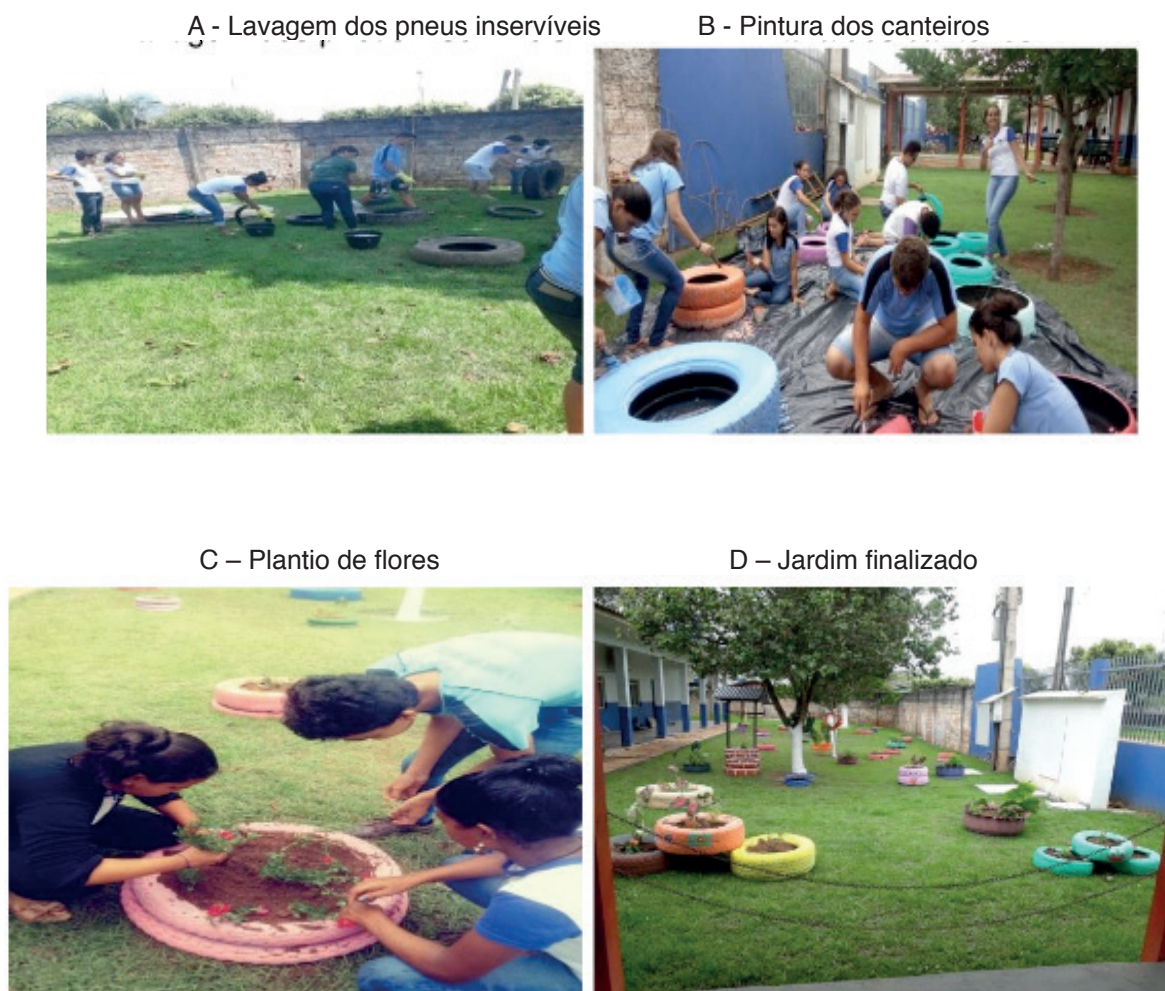 A - Lavagem dos pneus inservíveis
B - Pintura dos canteiros
C – Plantio de flores
D – Jardim finalizado